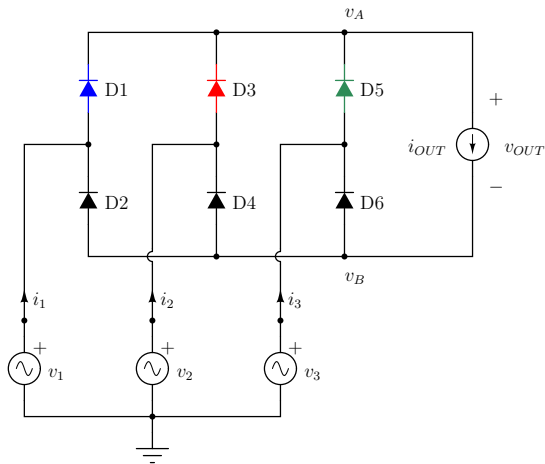 v_A
D1 D3 D5
+
i_OUT v_OUT
−
D2 D4 D6
v_B
i_1 i_2 i_3
+ + +
v_1 v_2 v_3